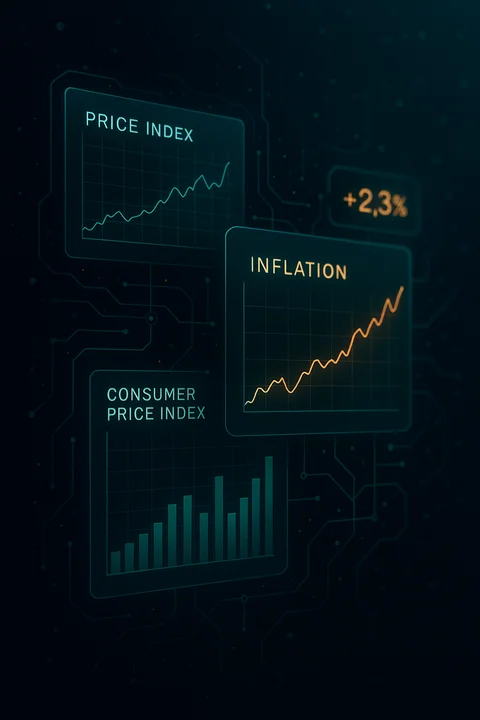 PRICE INDEX
+2,3%
INFLATION
CONSUMER
PRICE INDEX